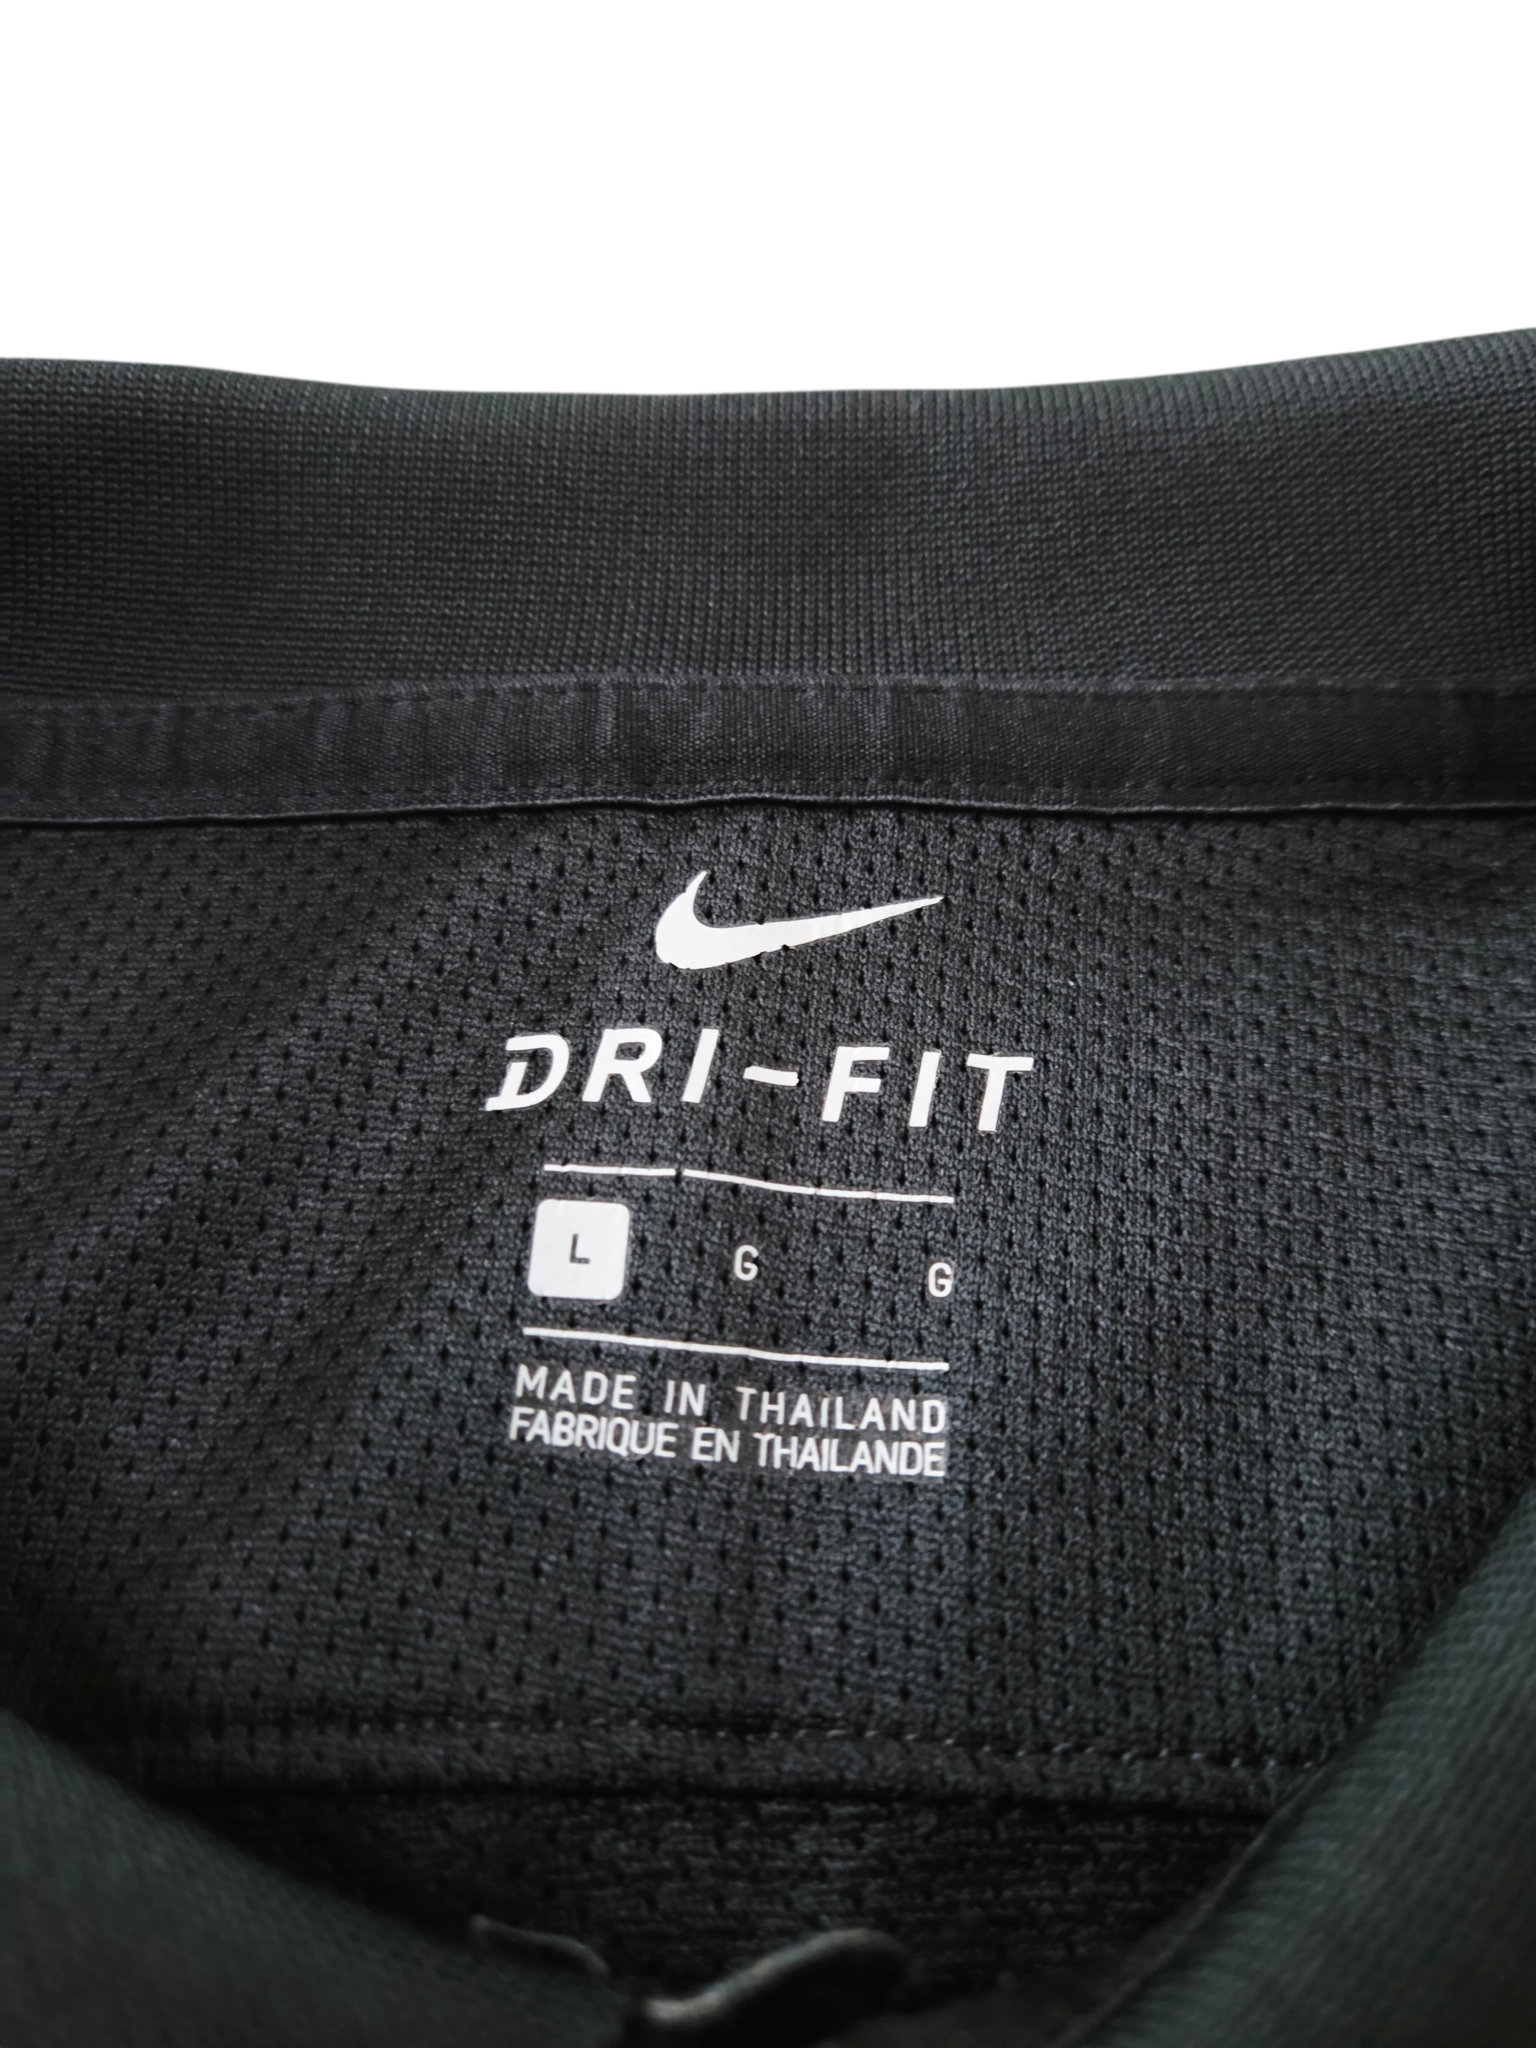 DRI-FIT
L G G
MADE IN THAILAND
FABRIQUE EN THAILANDE